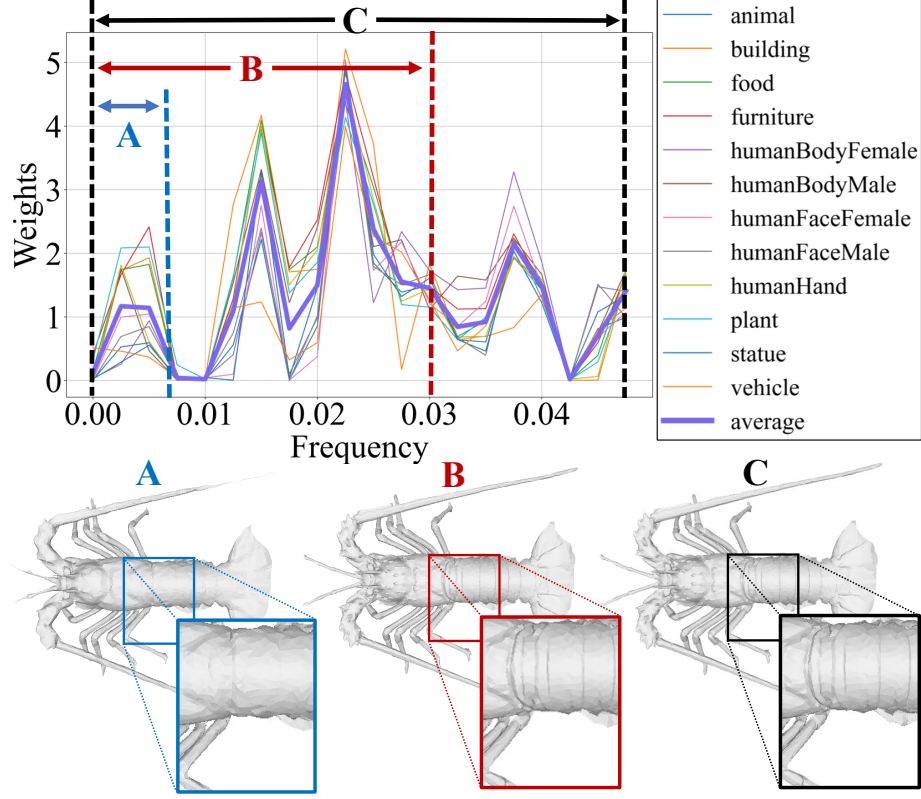 C
5
B
4
A
3
2
1
0
Weights
0.00
0.01
0.02
0.03
0.04
Frequency
animal
building
food
furniture
humanBodyFemale
humanBodyMale
humanFaceFemale
humanFaceMale
humanHand
plant
statue
vehicle
average
A
B
C